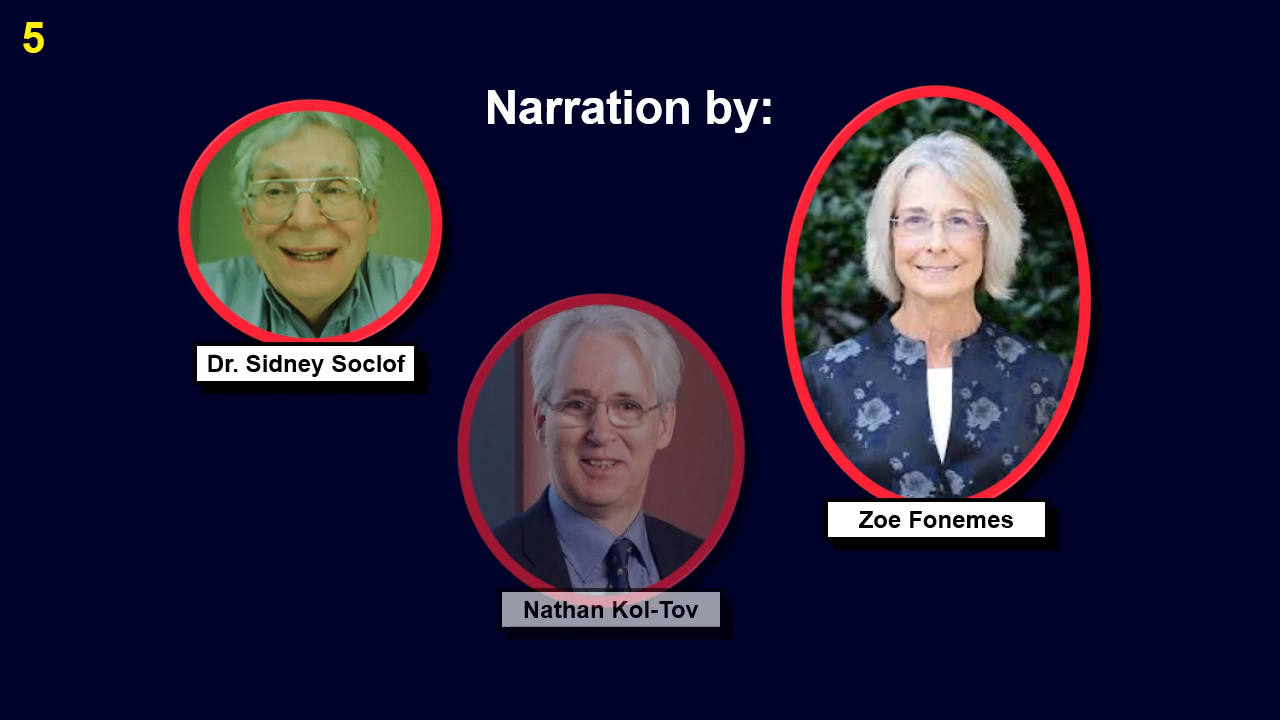 5
Narration by:
Dr. Sidney Soclof
Zoe Fonemes
Nathan Kol-Tov